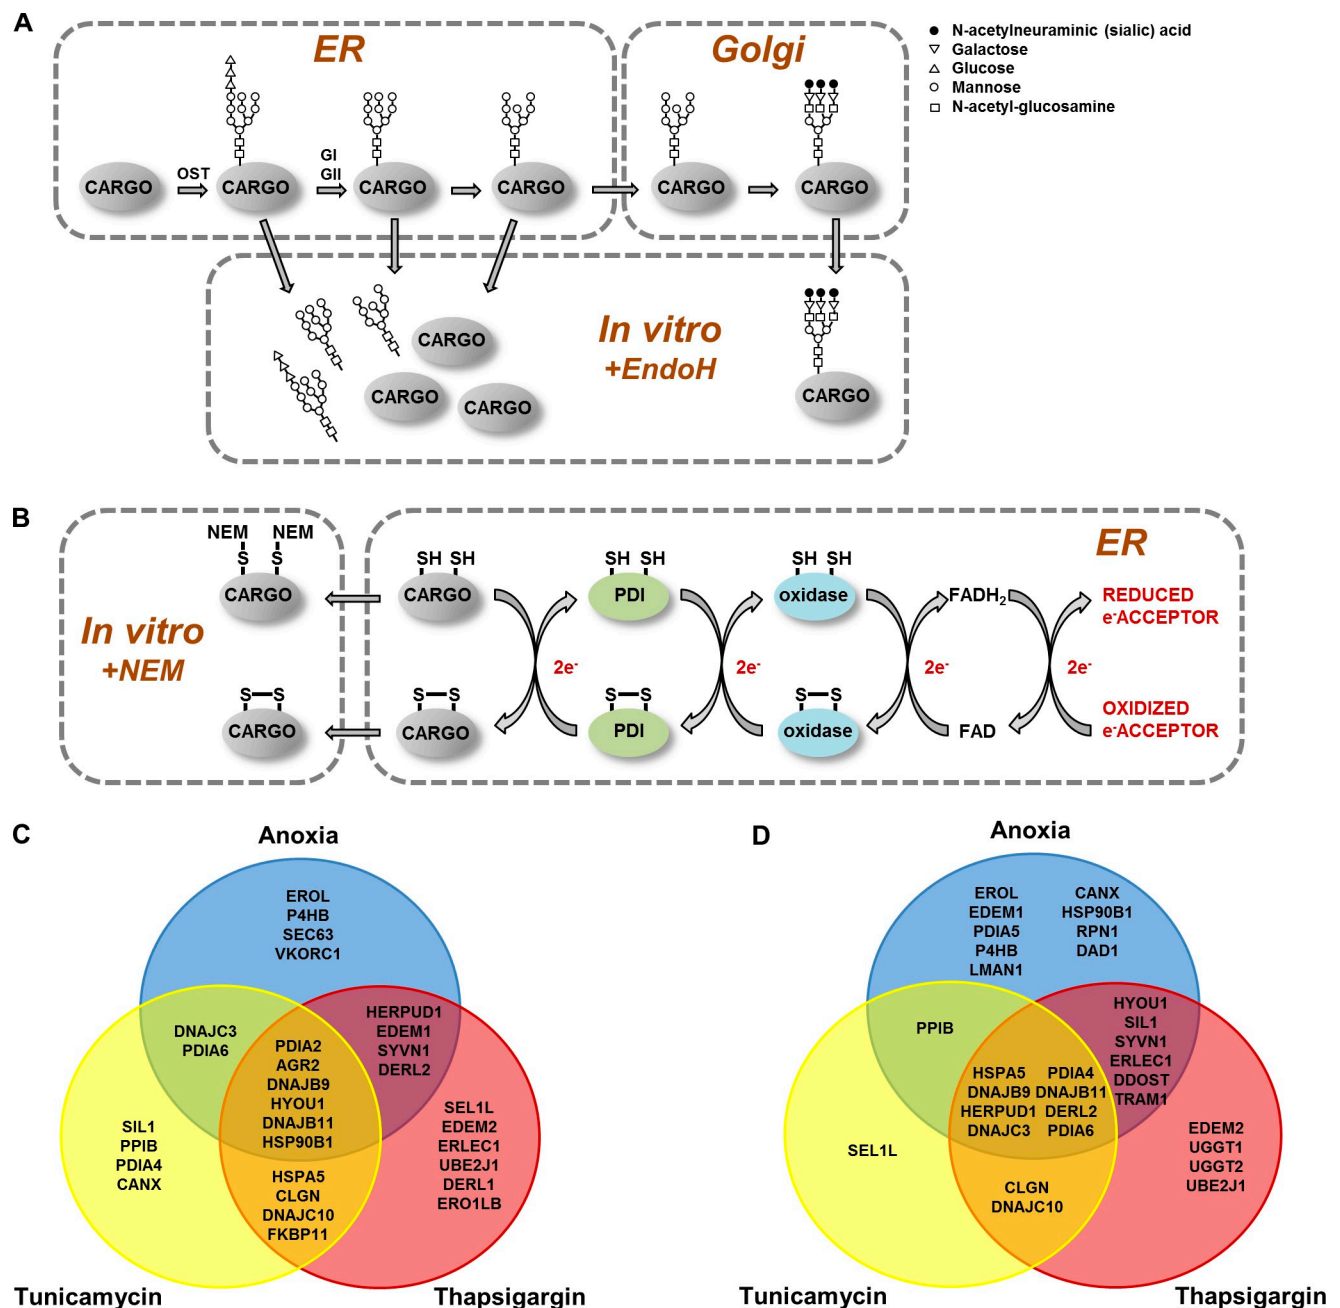 A
ER
Golgi
N-acetylneuraminic (sialic) acid
Galactose
Glucose
Mannose
N-acetyl-glucosamine
CARGO
OST
CARGO
GI
GII
CARGO
CARGO
CARGO
CARGO
In vitro
+EndoH
CARGO
CARGO
CARGO
CARGO
B
ER
In vitro
+NEM
NEM NEM
S S
CARGO
SH SH
CARGO
SH SH
PDI
SH SH
oxidase
FADH2
REDUCED
e-ACCEPTOR
2e-
2e-
2e-
2e-
S S
CARGO
S S
CARGO
S S
PDI
S S
oxidase
FAD
OXIDIZED
e-ACCEPTOR
C
Anoxia
EROL
P4HB
SEC63
VKORC1
DNAJC3
PDIA6
HERPUD1
EDEM1
SYVN1
DERL2
PDIA2
AGR2
DNAJB9
HYOU1
DNAJB11
HSP90B1
SIL1
PPIB
PDIA4
CANX
SEL1L
EDEM2
ERLEC1
UBE2J1
DERL1
ERO1LB
HSPA5
CLGN
DNAJC10
FKBP11
Tunicamycin
Thapsigargin
D
Anoxia
EROL
EDEM1
PDIA5
P4HB
LMAN1
CANX
HSP90B1
RPN1
DAD1
PPIB
HYOU1
SIL1
SYVN1
ERLEC1
DDOST
TRAM1
HSPA5 PDIA4
DNAJB9 DNAJB11
HERPUD1 DERL2
DNAJC3 PDIA6
SEL1L
EDEM2
UGGT1
UGGT2
UBE2J1
CLGN
DNAJC10
Tunicamycin
Thapsigargin